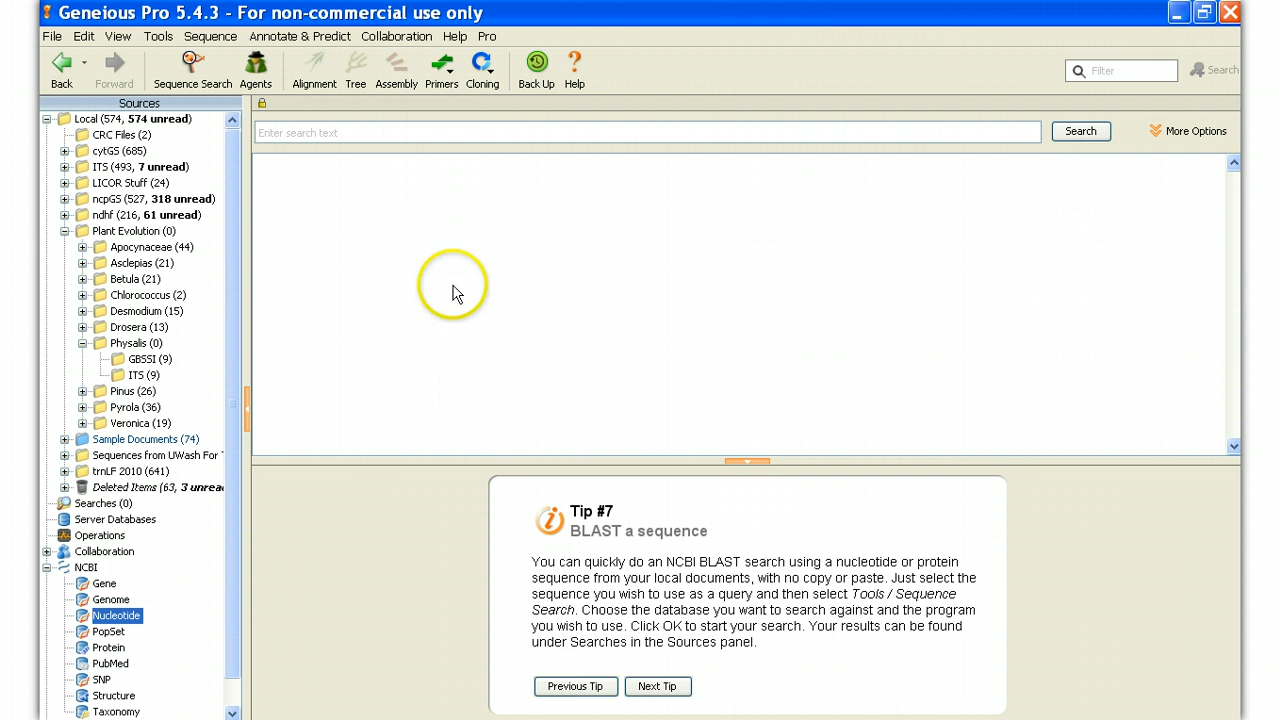 Geneious Pro 5.4.3 - For non-commercial use only
File Edit View Tools Sequence Annotate & Predict Collaboration Help Pro
Back Forward Sequence Search Agents Alignment Tree Assembly Primers Cloning Back Up Help Filter Search
Sources
Local (574, 574 unread)
CRC Files (2)
cytGS (685)
ITS (493, 7 unread)
LICOR Stuff (24)
ncpGS (527, 318 unread)
ndhf (216, 61 unread)
Plant Evolution (0)
Apocynaceae (44)
Asclepias (21)
Betula (21)
Chlorococcus (2)
Desmodium (15)
Drosera (13)
Physalis (0)
GBSSI (9)
ITS (9)
Pinus (26)
Pyrola (36)
Veronica (19)
Sample Documents (74)
Sequences from UWash For
trnLF 2010 (641)
Deleted Items (63, 3 unrea
Searches (0)
Server Databases
Operations
Collaboration
NCBI
Gene
Genome
Nucleotide
PopSet
Protein
PubMed
SNP
Structure
Taxonomy
Enter search text
Search
More Options
Tip #7
BLAST a sequence
You can quickly do an NCBI BLAST search using a nucleotide or protein
sequence from your local documents, with no copy or paste. Just select the
sequence you wish to use as a query and then select Tools / Sequence
Search. Choose the database you want to search against and the program
you wish to use. Click OK to start your search. Your results can be found
under Searches in the Sources panel.
Previous Tip Next Tip